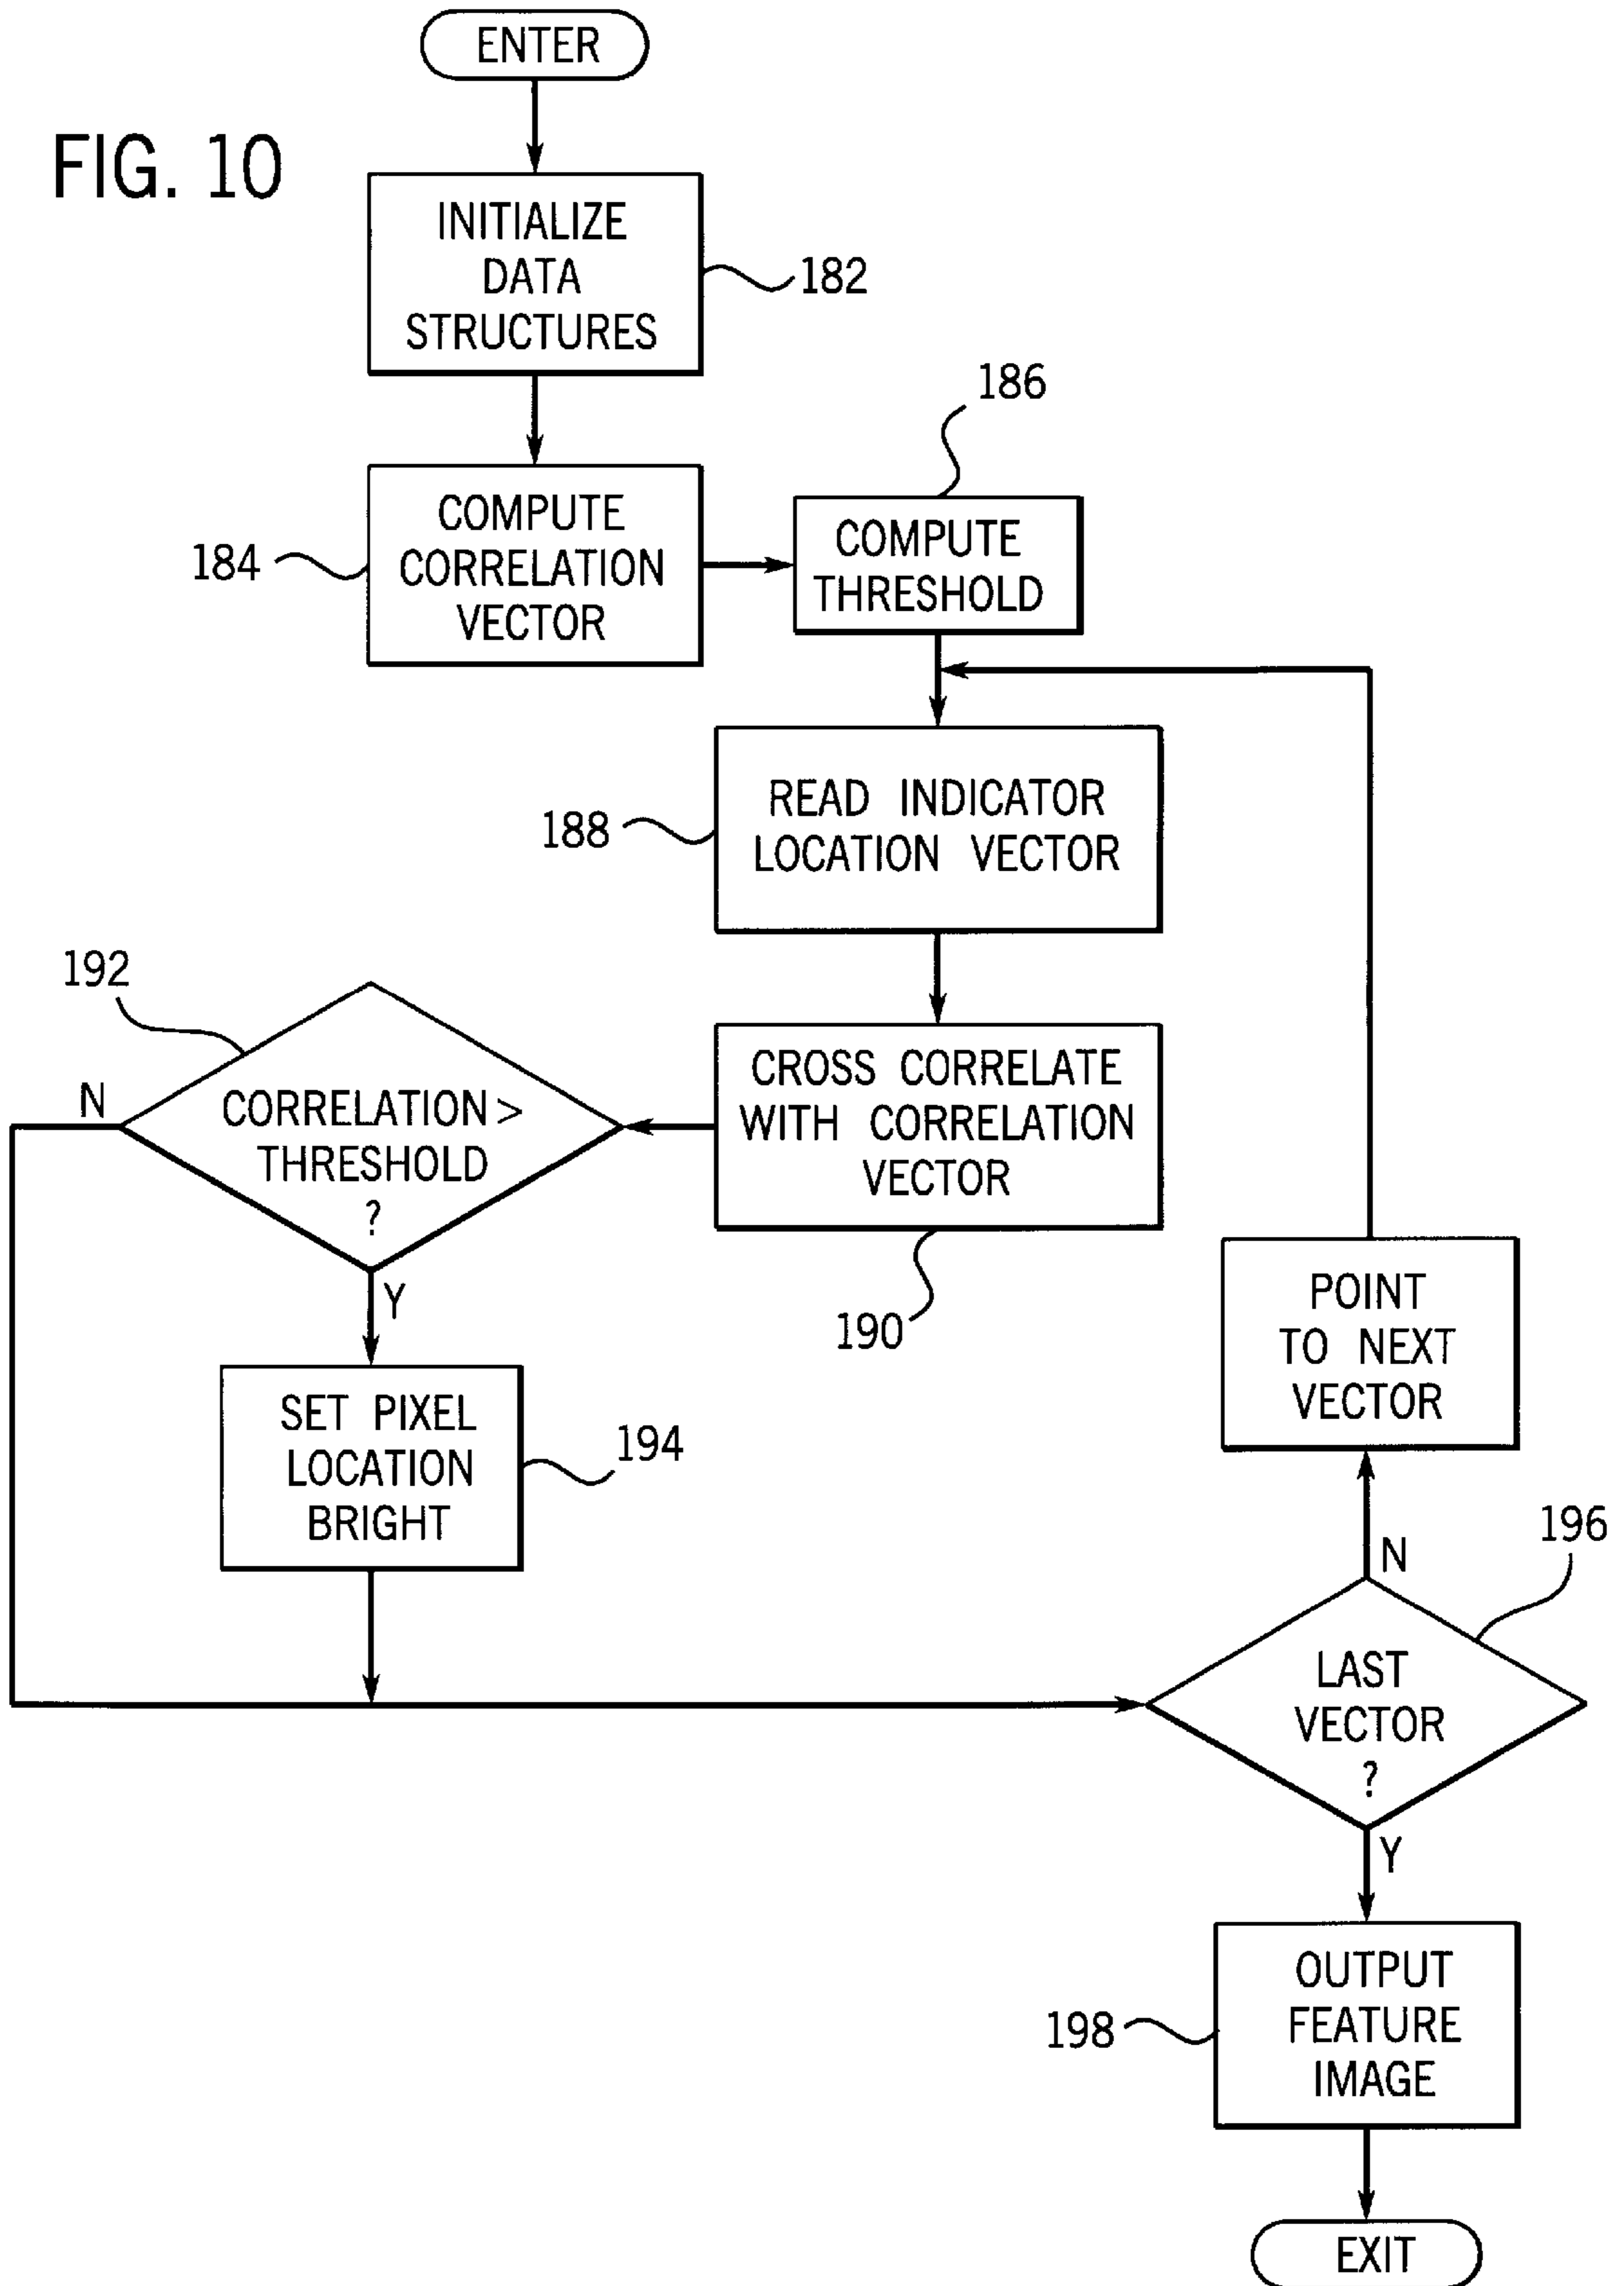 ENTER
FIG. 10
INITIALIZE
DATA
STRUCTURES
182
186
COMPUTE
CORRELATION
VECTOR
184
COMPUTE
THRESHOLD
READ INDICATOR
LOCATION VECTOR
188
192
N
CORRELATION >
THRESHOLD
?
Y
CROSS CORRELATE
WITH CORRELATION
VECTOR
190
POINT
TO NEXT
VECTOR
SET PIXEL
LOCATION
BRIGHT
194
196
N
LAST
VECTOR
?
Y
OUTPUT
FEATURE
IMAGE
198
EXIT